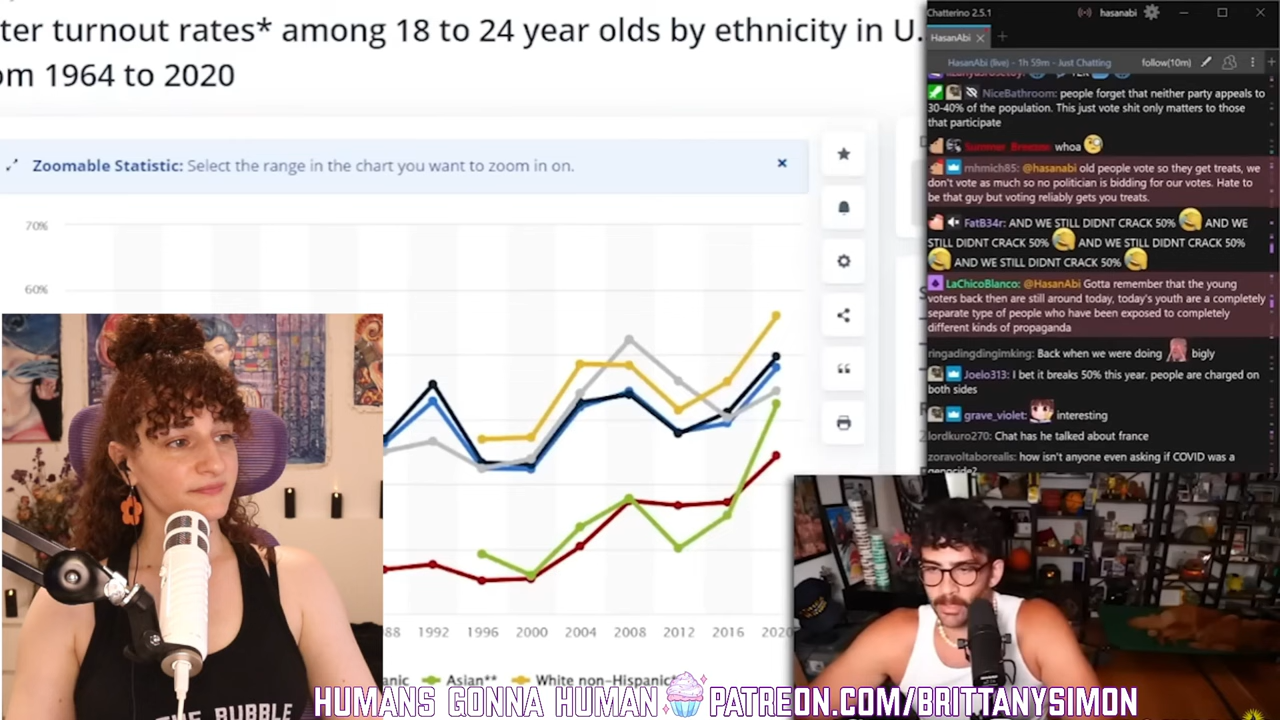 ter turnout rates* among 18 to 24 year olds by ethnicity in U.
om 1964 to 2020
Zoomable Statistic: Select the range in the chart you want to zoom in on.
70%
60%
88 1992 1996 2000 2004 2008 2012 2016 2020
anic Asian** White non-Hispanic
THE BUBBLE
HUMANS GONNA HUMAN PATREON.COM/BRITTANYSIMON
Chatterino 2.5.1
hasanabi
HasanAbi
HasanAbi (live) - 1h 59m - Just Chatting
follow(10m)
NiceBathroom: people forget that neither party appeals to
30-40% of the population. This just vote shit only matters to those
that participate
Summer_Breezee whoa
mhmich85: @hasanabi old people vote so they get treats, we
don't vote as much so no politician is bidding for our votes. Hate to
be that guy but voting reliably gets you treats.
FatB34r: AND WE STILL DIDNT CRACK 50% AND WE
STILL DIDNT CRACK 50% AND WE STILL DIDNT CRACK 50%
AND WE STILL DIDNT CRACK 50%
LaChicoBlanco: @HasanAbi Gotta remember that the young
voters back then are still around today, today's youth are a completely
separate type of people who have been exposed to completely
different kinds of propaganda
ringadingdingimking: Back when we were doing bigly
Joelo313: I bet it breaks 50% this year. people are charged on
both sides
grave_violet: interesting
lordkuro270: Chat has he talked about france
zoravoltaborealis: how isn't anyone even asking if COVID was a
genocide?